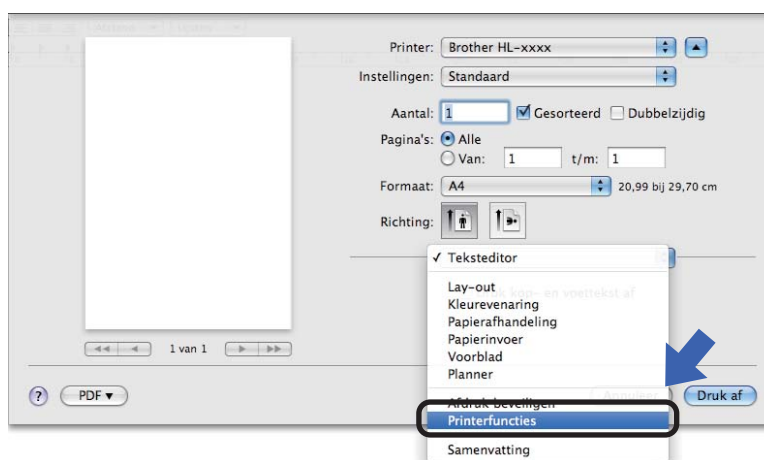 Printer: Brother HL-xxxx
Instellingen: Standaard
Aantal: 1 Gesorteerd Dubbelzijdig
Pagina's: Alle
Van: 1 t/m: 1
Formaat: A4 20,99 bij 29,70 cm
Richting:
✓ Teksteditor
Lay-out
Kleurevenaring
Papierafhandeling
Papierinvoer
Voorblad
Planner
Afdruk beveiligen
Printerfuncties
Samenvatting
1 van 1
? PDF Annuleer Druk af